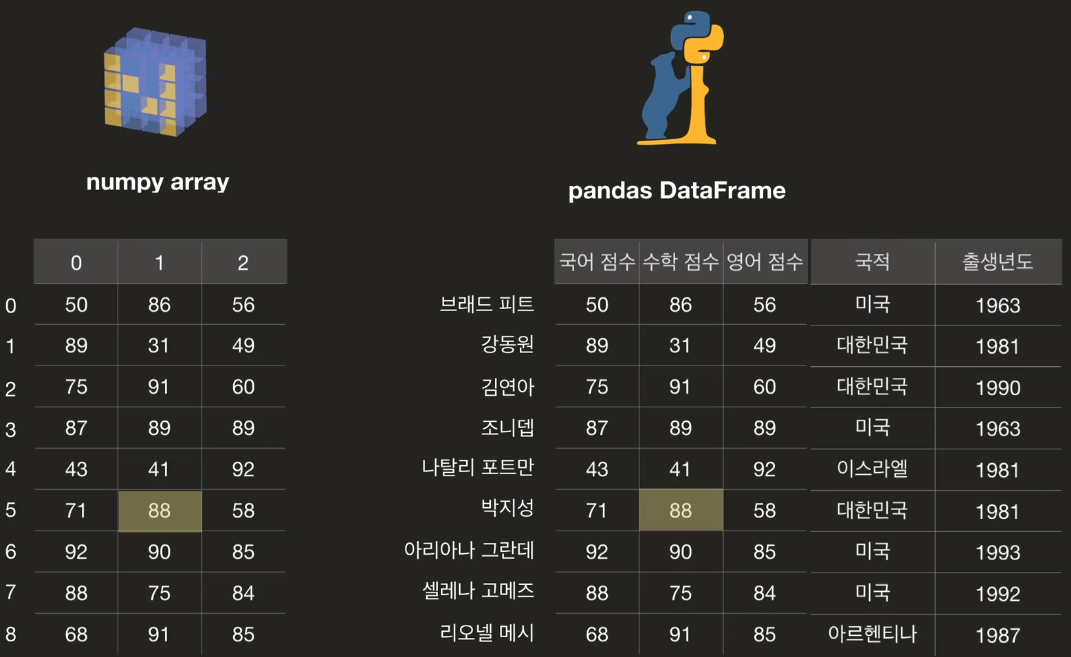 numpy array
pandas DataFrame
0 1 2
0 50 86 56
1 89 31 49
2 75 91 60
3 87 89 89
4 43 41 92
5 71 88 58
6 92 90 85
7 88 75 84
8 68 91 85
국어 점수 수학 점수 영어 점수 국적 출생년도
브래드 피트 50 86 56 미국 1963
강동원 89 31 49 대한민국 1981
김연아 75 91 60 대한민국 1990
조니뎁 87 89 89 미국 1963
나탈리 포트만 43 41 92 이스라엘 1981
박지성 71 88 58 대한민국 1981
아리아나 그란데 92 90 85 미국 1993
셀레나 고메즈 88 75 84 미국 1992
리오넬 메시 68 91 85 아르헨티나 1987